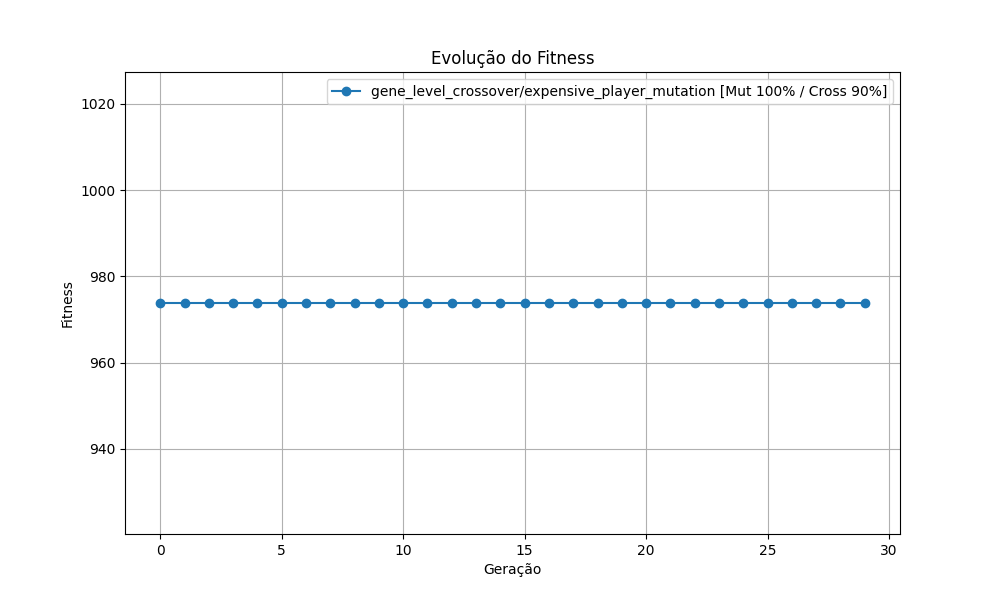 Evolução do Fitness
gene_level_crossover/expensive_player_mutation [Mut 100% / Cross 90%]
1020
1000
980
960
940
Fitness
0 5 10 15 20 25 30
Geração